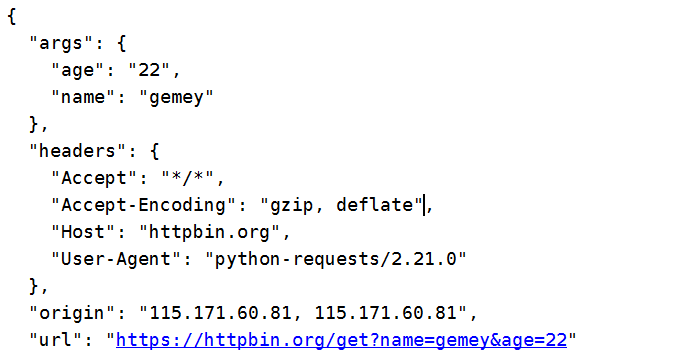 {
  "args": {
    "age": "22",
    "name": "gemey"
  },
  "headers": {
    "Accept": "*/*",
    "Accept-Encoding": "gzip, deflate",
    "Host": "httpbin.org",
    "User-Agent": "python-requests/2.21.0"
  },
  "origin": "115.171.60.81, 115.171.60.81",
  "url": "https://httpbin.org/get?name=gemey&age=22"